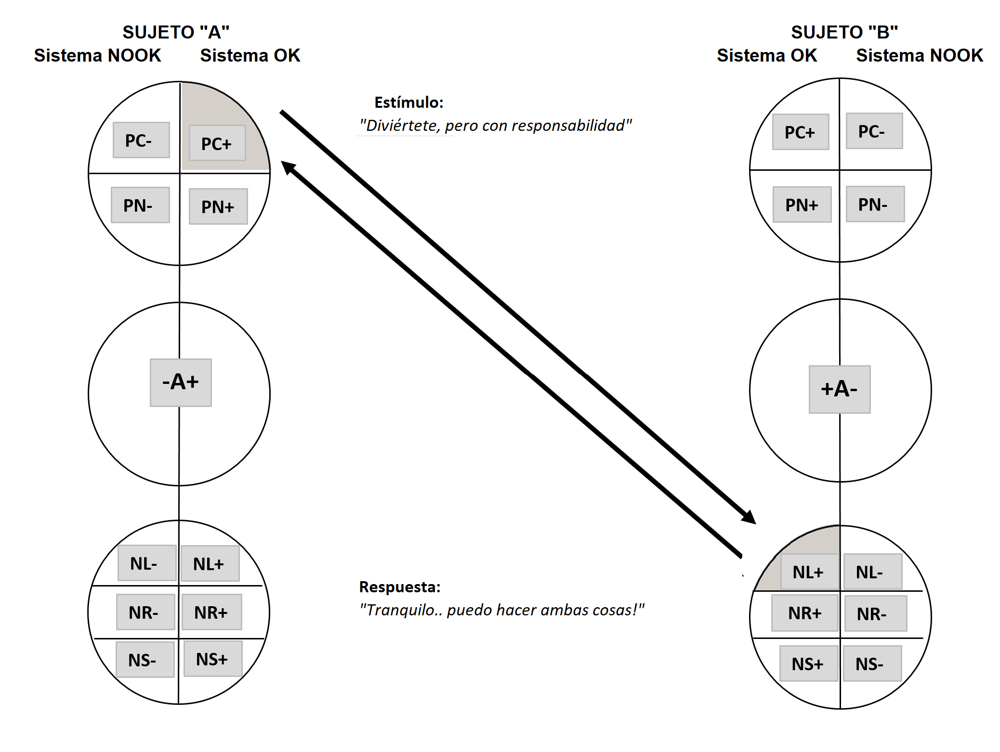 SUJETO "A"
Sistema NOOK Sistema OK
SUJETO "B"
Sistema OK Sistema NOOK
Estímulo:
"Diviértete, pero con responsabilidad"
PC- PC+
PN- PN+
-A+
NL- NL+
NR- NR+
NS- NS+
PC+ PC-
PN+ PN-
+A-
NL+ NL-
NR+ NR-
NS+ NS-
Respuesta:
"Tranquilo.. puedo hacer ambas cosas!"